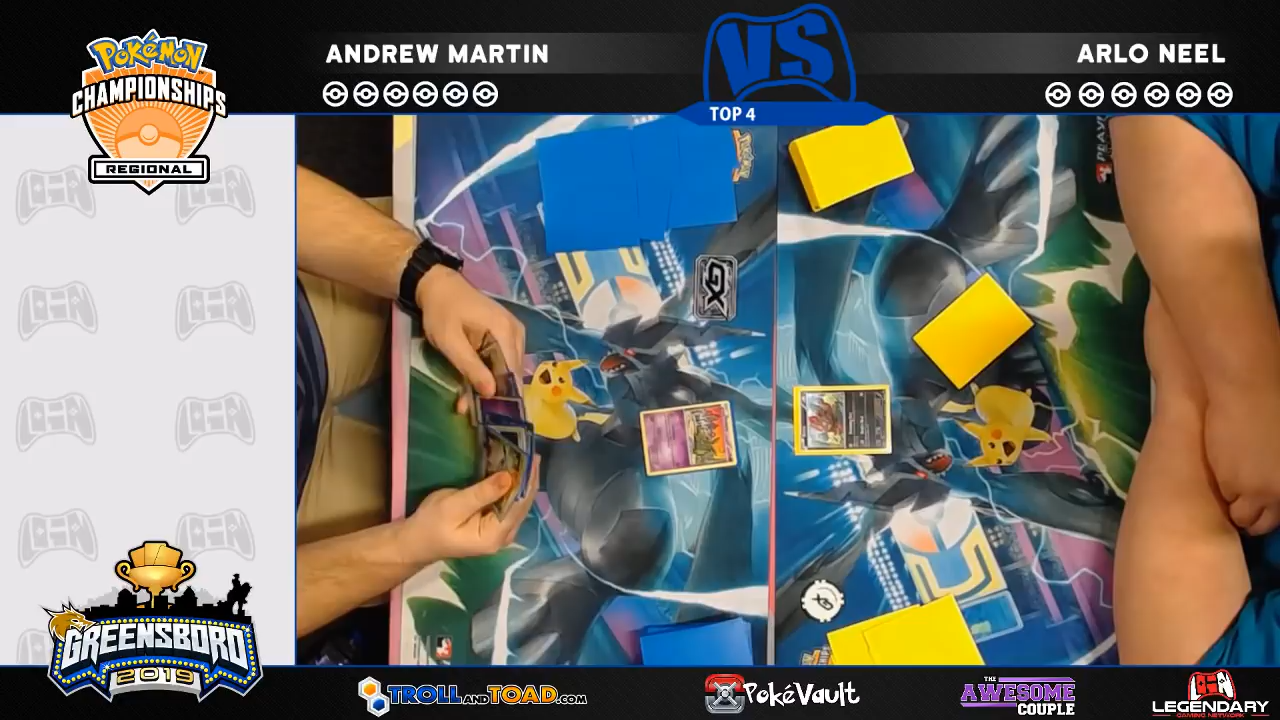 Pokémon
CHAMPIONSHIPS
REGIONAL
ANDREW MARTIN
VS
ARLO NEEL
TOP 4
GX
GX
GREENSBORO
2019
TROLL AND TOAD.COM
PokéVault
THE
AWESOME
COUPLE
LEGENDARY
GAMING NETWORK